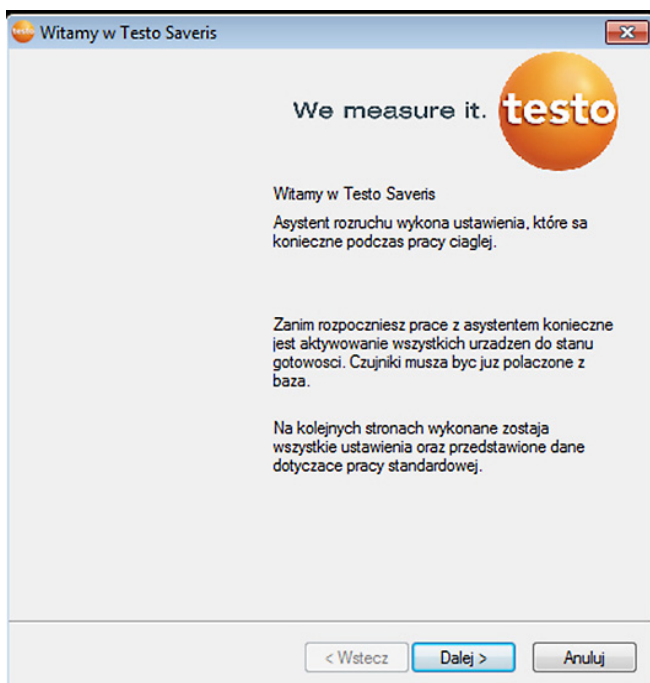 Witamy w Testo Saveris
We measure it. testo
Witamy w Testo Saveris
Asystent rozruchu wykona ustawienia, które sa
konieczne podczas pracy ciaglej.
Zanim rozpoczniesz prace z asystentem konieczne
jest aktywowanie wszystkich urzadzen do stanu
gotowosci. Czujniki musza byc juz polaczone z
baza.
Na kolejnych stronach wykonane zostaja
wszystkie ustawienia oraz przedstawione dane
dotyczace pracy standardowej.
< Wstecz Dalej > Anuluj